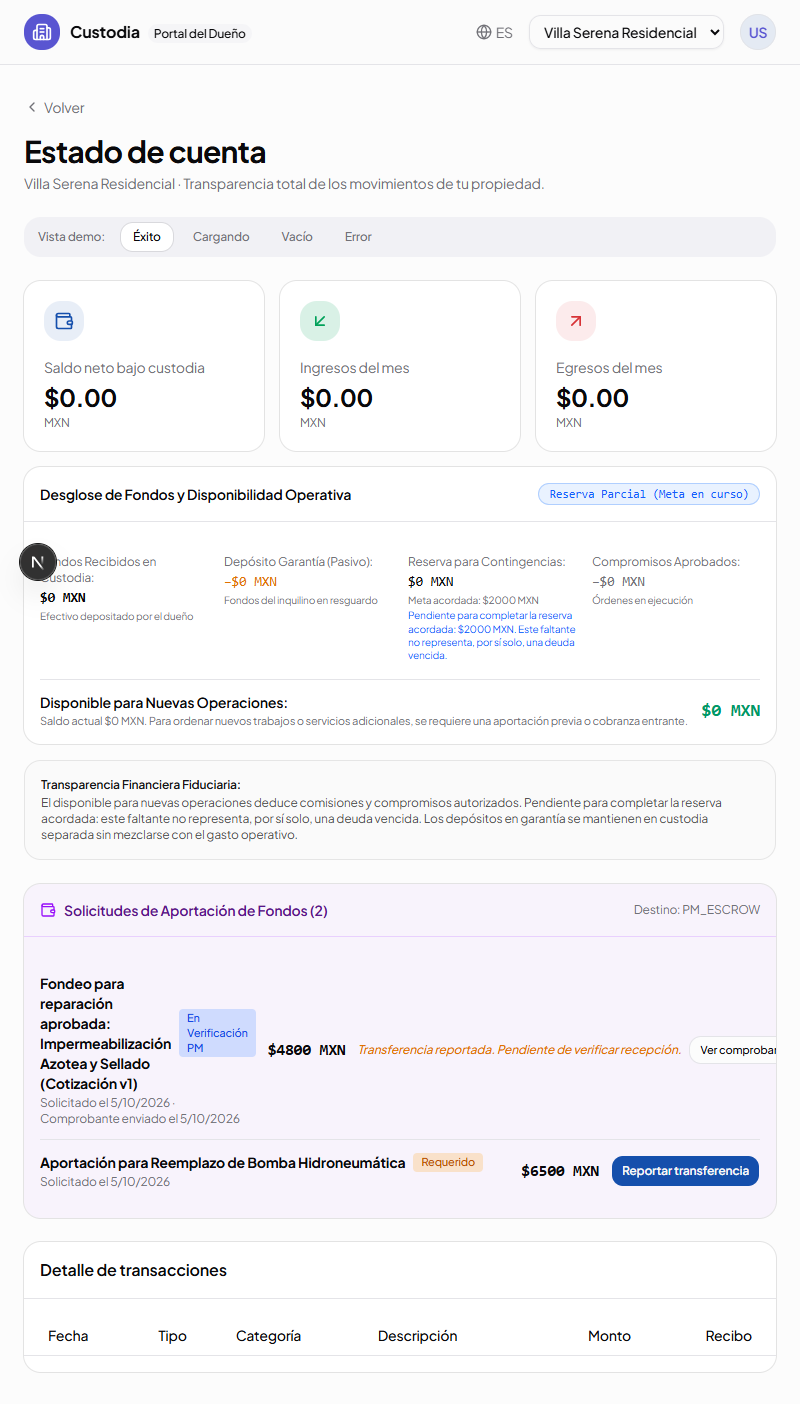 Custodia Portal del Dueño ES Villa Serena Residencial US
Volver
Estado de cuenta
Villa Serena Residencial · Transparencia total de los movimientos de tu propiedad.
Vista demo: Éxito Cargando Vacío Error
Saldo neto bajo custodia
$0.00
MXN
Ingresos del mes
$0.00
MXN
Egresos del mes
$0.00
MXN
Desglose de Fondos y Disponibilidad Operativa
Reserva Parcial (Meta en curso)
N
ndos Recibidos en
Custodia:
$0 MXN
Efectivo depositado por el dueño
Depósito Garantía (Pasivo):
-$0 MXN
Fondos del inquilino en resguardo
Reserva para Contingencias:
$0 MXN
Meta acordada: $2000 MXN
Pendiente para completar la reserva
acordada: $2000 MXN. Este faltante
no representa, por sí solo, una deuda
vencida.
Compromisos Aprobados:
-$0 MXN
Órdenes en ejecución
Disponible para Nuevas Operaciones:
Saldo actual $0 MXN. Para ordenar nuevos trabajos o servicios adicionales, se requiere una aportación previa o cobranza entrante.
$0 MXN
Transparencia Financiera Fiduciaria:
El disponible para nuevas operaciones deduce comisiones y compromisos autorizados. Pendiente para completar la reserva
acordada: este faltante no representa, por sí solo, una deuda vencida. Los depósitos en garantía se mantienen en custodia
separada sin mezclarse con el gasto operativo.
Solicitudes de Aportación de Fondos (2)
Destino: PM_ESCROW
Fondeo para
reparación
aprobada:
Impermeabilización
Azotea y Sellado
(Cotización v1)
En
Verificación
PM
Solicitado el 5/10/2026 ·
Comprobante enviado el 5/10/2026
$4800 MXN
Transferencia reportada. Pendiente de verificar recepción.
Ver comproba
Aportación para Reemplazo de Bomba Hidroneumática
Requerido
Solicitado el 5/10/2026
$6500 MXN
Reportar transferencia
Detalle de transacciones
Fecha Tipo Categoría Descripción Monto Recibo